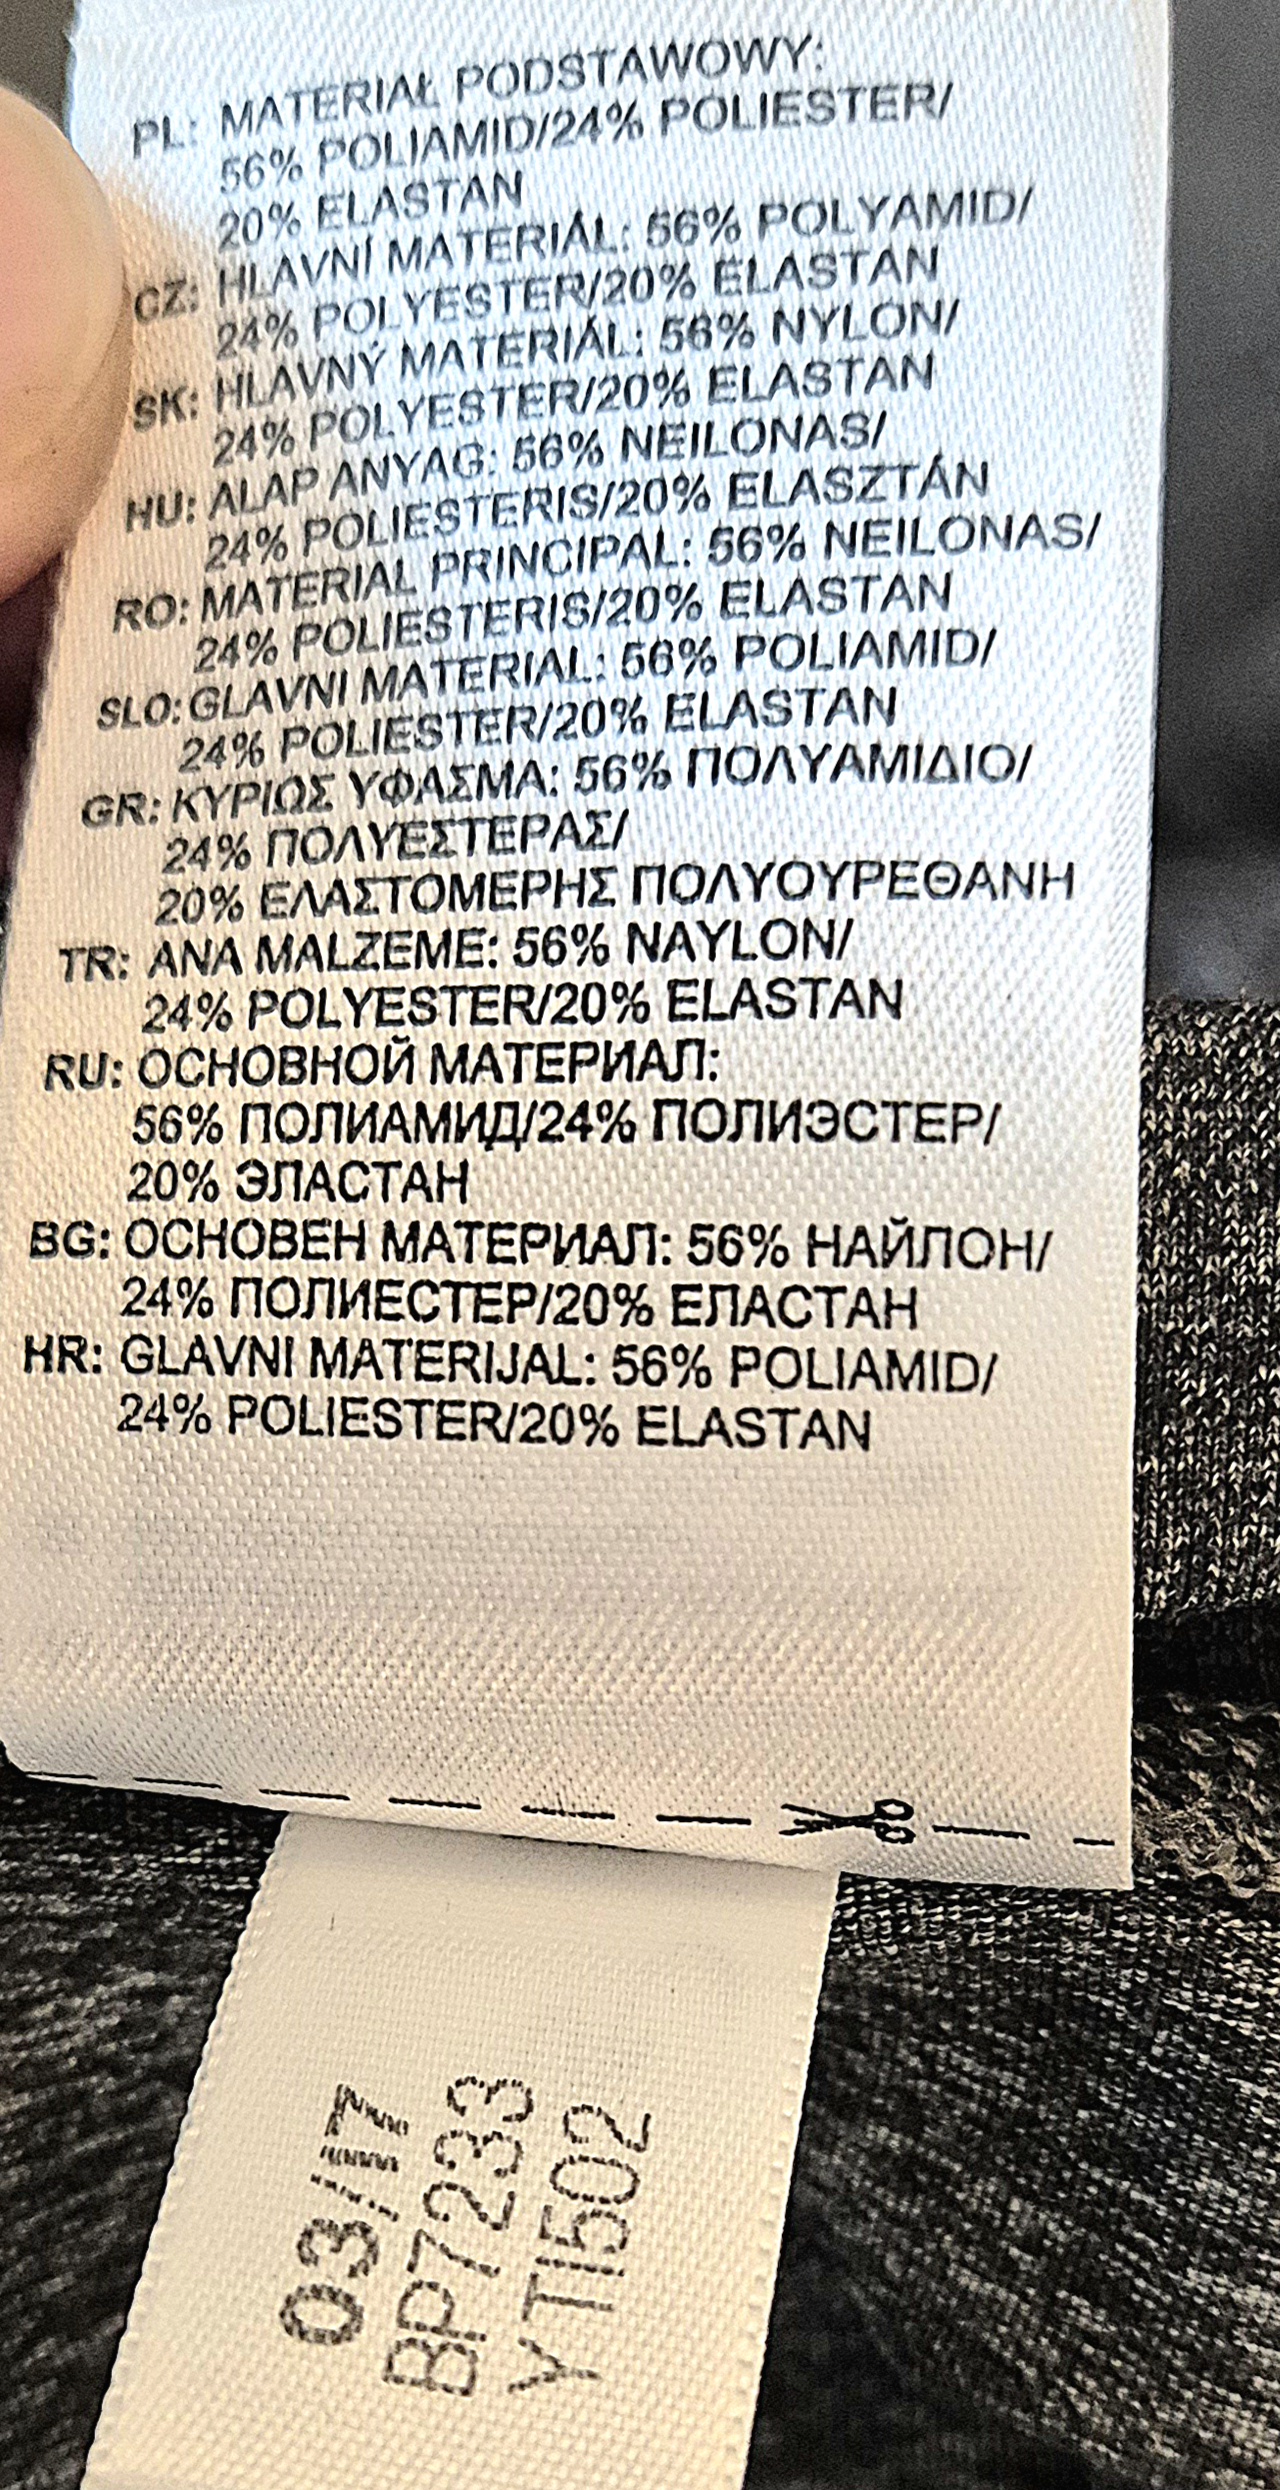 PL: MATERIAŁ PODSTAWOWY:
56% POLIAMID/24% POLIESTER/
20% ELASTAN
CZ: HLAVNÍ MATERIÁL: 56% POLYAMID/
24% POLYESTER/20% ELASTAN
SK: HLAVNÝ MATERIÁL: 56% NYLON/
24% POLYESTER/20% ELASTAN
HU: ALAP ANYAG: 56% NEILONAS/
24% POLIESTERIS/20% ELASZTÁN
RO: MATERIAL PRINCIPAL: 56% NEILONAS/
24% POLIESTERIS/20% ELASTAN
SLO: GLAVNI MATERIAL: 56% POLIAMID/
24% POLIESTER/20% ELASTAN
GR: ΚΥΡΙΩΣ ΥΦΑΣΜΑ: 56% ΠΟΛΥΑΜΙΔΙΟ/
24% ΠΟΛΥΕΣΤΕΡΑΣ/
20% ΕΛΑΣΤΟΜΕΡΗΣ ΠΟΛΥΟΥΡΕΘΑΝΗ
TR: ANA MALZEME: 56% NAYLON/
24% POLYESTER/20% ELASTAN
RU: ОСНОВНОЙ МАТЕРИАЛ:
56% ПОЛИАМИД/24% ПОЛИЭСТЕР/
20% ЭЛАСТАН
BG: ОСНОВЕН МАТЕРИАЛ: 56% НАЙЛОН/
24% ПОЛИЕСТЕР/20% ЕЛАСТАН
HR: GLAVNI MATERIJAL: 56% POLIAMID/
24% POLIESTER/20% ELASTAN
03/17
BP7233
YT1502